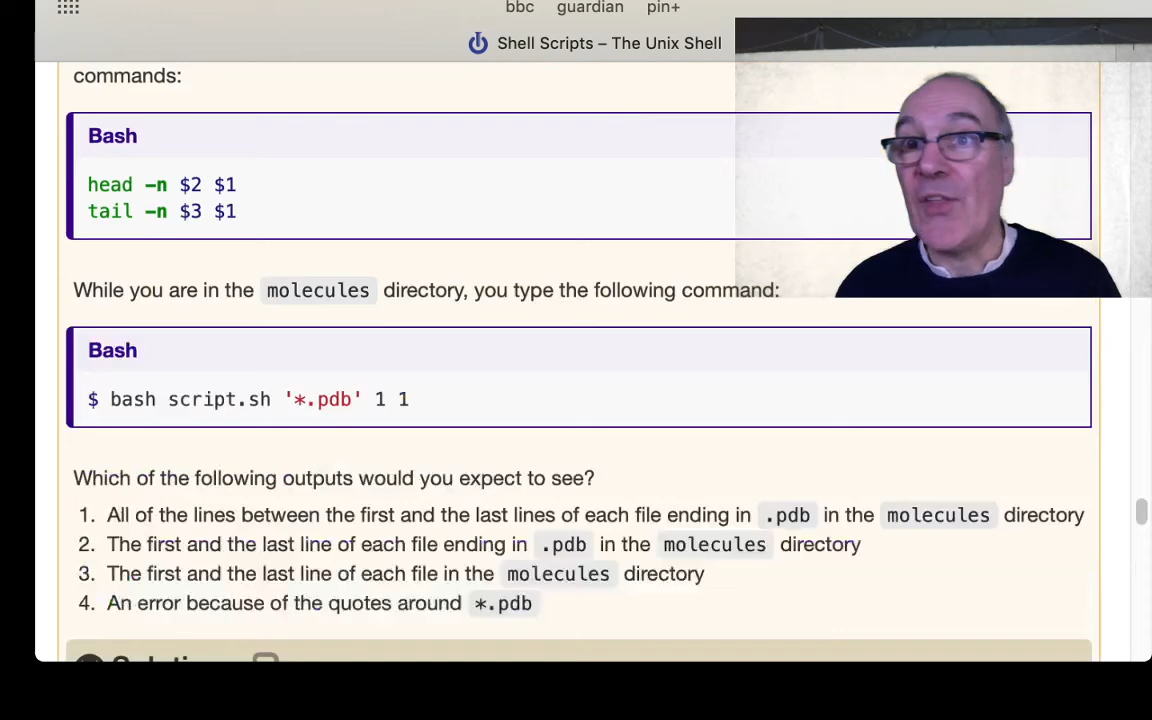 bbc guardian pin+
Shell Scripts – The Unix Shell
commands:
Bash
head -n $2 $1
tail -n $3 $1
While you are in the molecules directory, you type the following command:
Bash
$ bash script.sh '*.pdb' 1 1
Which of the following outputs would you expect to see?
1. All of the lines between the first and the last lines of each file ending in .pdb in the molecules directory
2. The first and the last line of each file ending in .pdb in the molecules directory
3. The first and the last line of each file in the molecules directory
4. An error because of the quotes around *.pdb